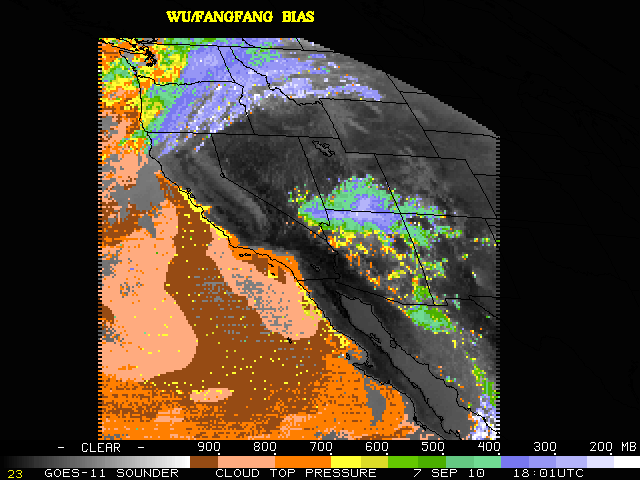 WU/FANGFANG BIAS
- CLEAR 900 800 700 600 500 400 300 200 MB
23 GOES-11 SOUNDER CLOUD TOP PRESSURE 7 SEP 10 18:01UTC